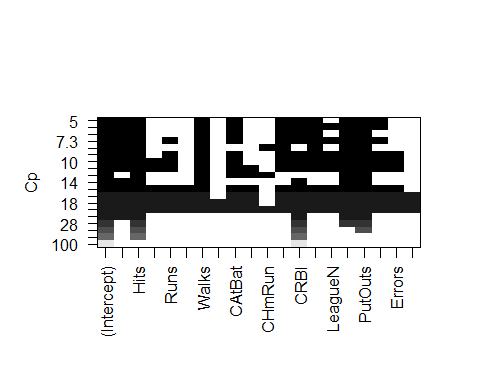 Cp
5
7.3
10
14
18
28
100
(Intercept)
Hits
Runs
Walks
CAtBat
CHmRun
CRBI
LeagueN
PutOuts
Errors